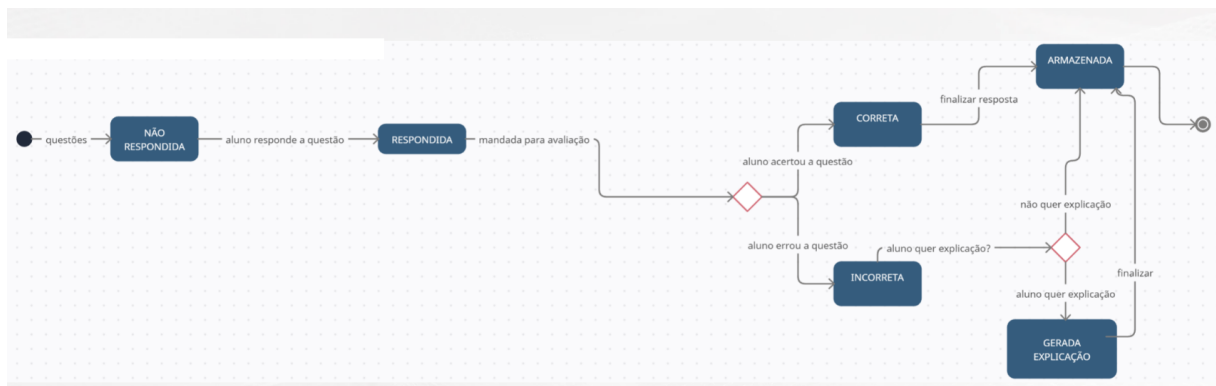 questões
NÃO
RESPONDIDA
aluno responde a questão
RESPONDIDA
mandada para avaliação
aluno acertou a questão
CORRETA
finalizar resposta
ARMAZENADA
aluno errou a questão
INCORRETA
aluno quer explicação?
não quer explicação
aluno quer explicação
GERADA
EXPLICAÇÃO
finalizar